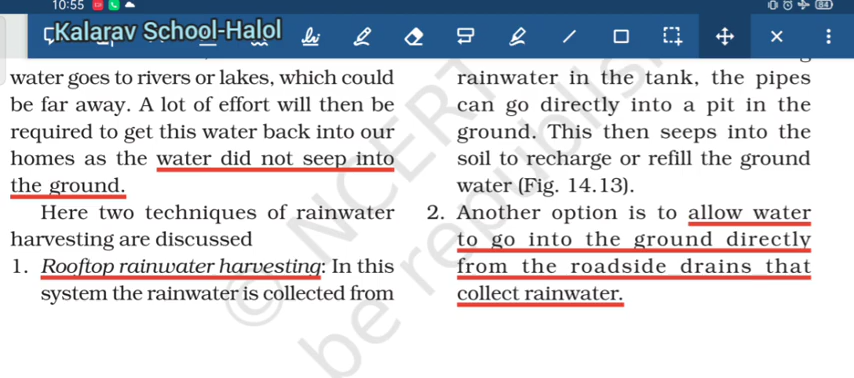 10:55
84
Kalarav School-Halol
water goes to rivers or lakes, which could
be far away. A lot of effort will then be
required to get this water back into our
homes as the water did not seep into
the ground.
Here two techniques of rainwater
harvesting are discussed
1. Rooftop rainwater harvesting: In this
system the rainwater is collected from
rainwater in the tank, the pipes
can go directly into a pit in the
ground. This then seeps into the
soil to recharge or refill the ground
water (Fig. 14.13).
2. Another option is to allow water
to go into the ground directly
from the roadside drains that
collect rainwater.
© NCERT
be republis